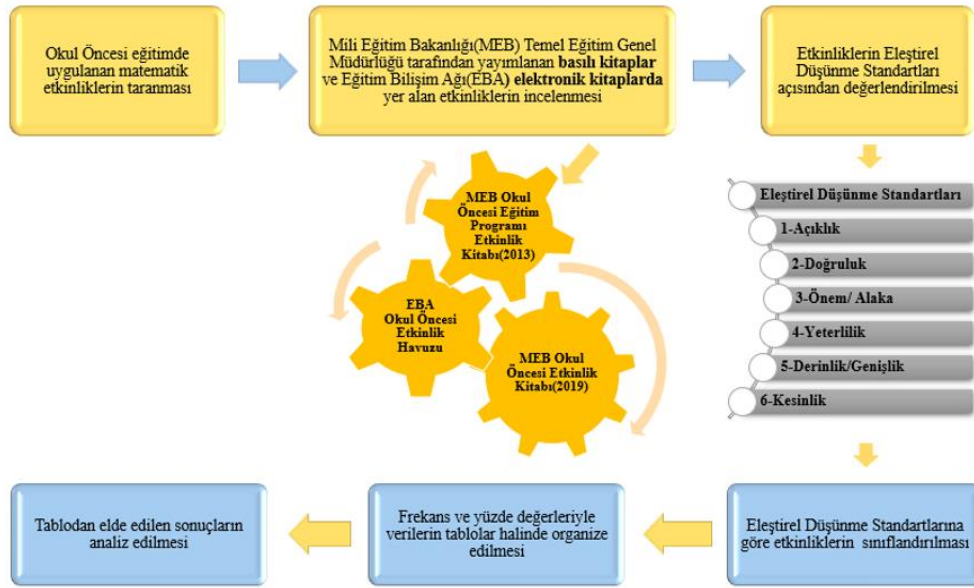 Okul Öncesi eğitimde
uygulanan matematik
etkinliklerin taranması
Mili Eğitim Bakanlığı(MEB) Temel Eğitim Genel
Müdürlüğü tarafından yayımlanan basılı kitaplar
ve Eğitim Bilişim Ağı(EBA) elektronik kitaplarda
yer alan etkinliklerin incelenmesi
Etkinliklerin Eleştirel
Düşünme Standartları
açısından değerlendirilmesi
MEB Okul
Öncesi Eğitim
Programı
Etkinlik
Kitabı(2013)
EBA
Okul Öncesi
Etkinlik
Havuzu
MEB Okul
Öncesi Etkinlik
Kitabı(2019)
Eleştirel Düşünme Standartları
1-Açıklık
2-Doğruluk
3-Önem/ Alaka
4-Yeterlilik
5-Derinlik/Genişlik
6-Kesinlik
Tablodan elde edilen sonuçların
analiz edilmesi
Frekans ve yüzde değerleriyle
verilerin tablolar halinde organize
edilmesi
Eleştirel Düşünme Standartlarına
göre etkinliklerin sınıflandırılması